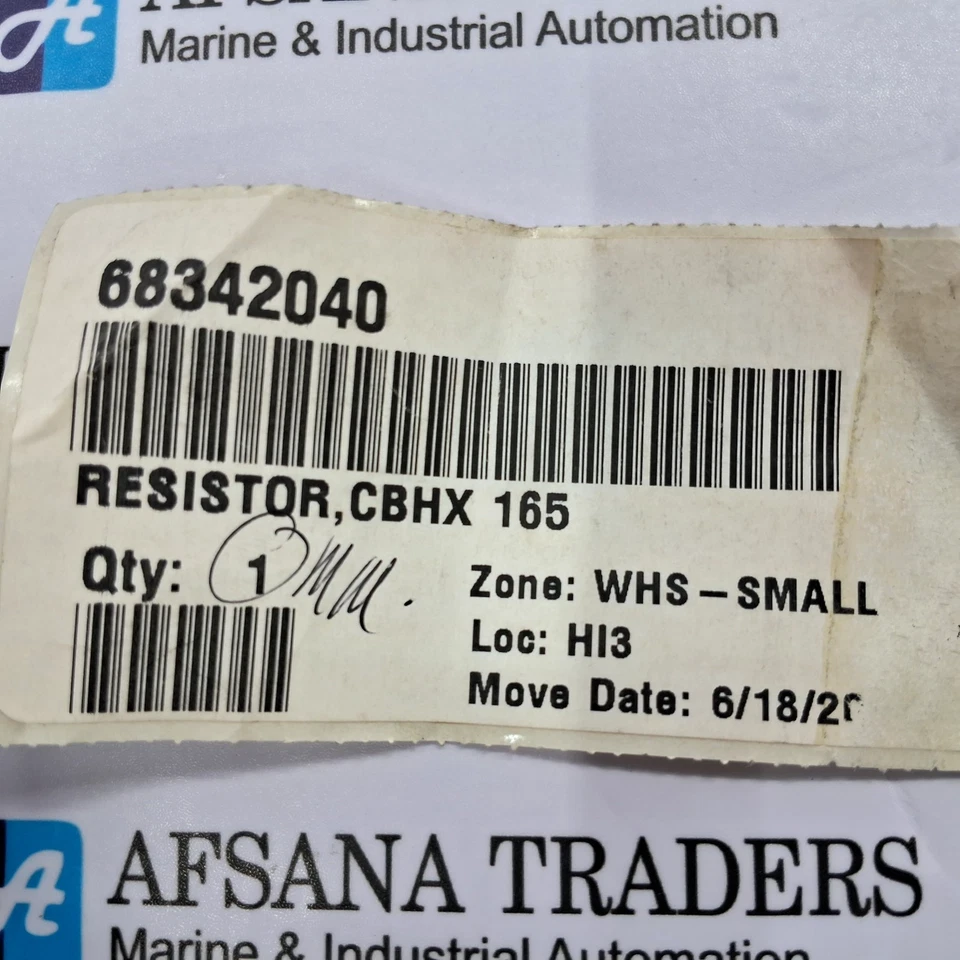 Marine & Industrial Automation
68342040
RESISTOR,CBHX 165
Qty: 1
Zone: WHS-SMALL
Loc: HI3
Move Date: 6/18/2
A
AFSANA TRADERS
Marine & Industrial Automation